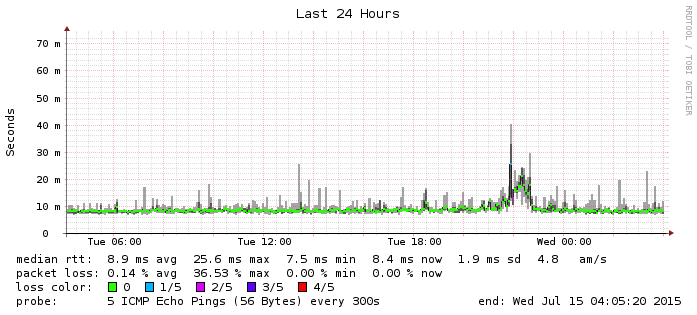 Last 24 Hours
RRDTOOL / TOBI OETIKER
Seconds
70 m
60 m
50 m
40 m
30 m
20 m
10 m
0
Tue 06:00 Tue 12:00 Tue 18:00 Wed 00:00
median rtt: 8.9 ms avg 25.6 ms max 7.5 ms min 8.4 ms now 1.9 ms sd 4.8 am/s
packet loss: 0.14 % avg 36.53 % max 0.00 % min 0.00 % now
loss color: 0 1/5 2/5 3/5 4/5
probe: 5 ICMP Echo Pings (56 Bytes) every 300s end: Wed Jul 15 04:05:20 2015